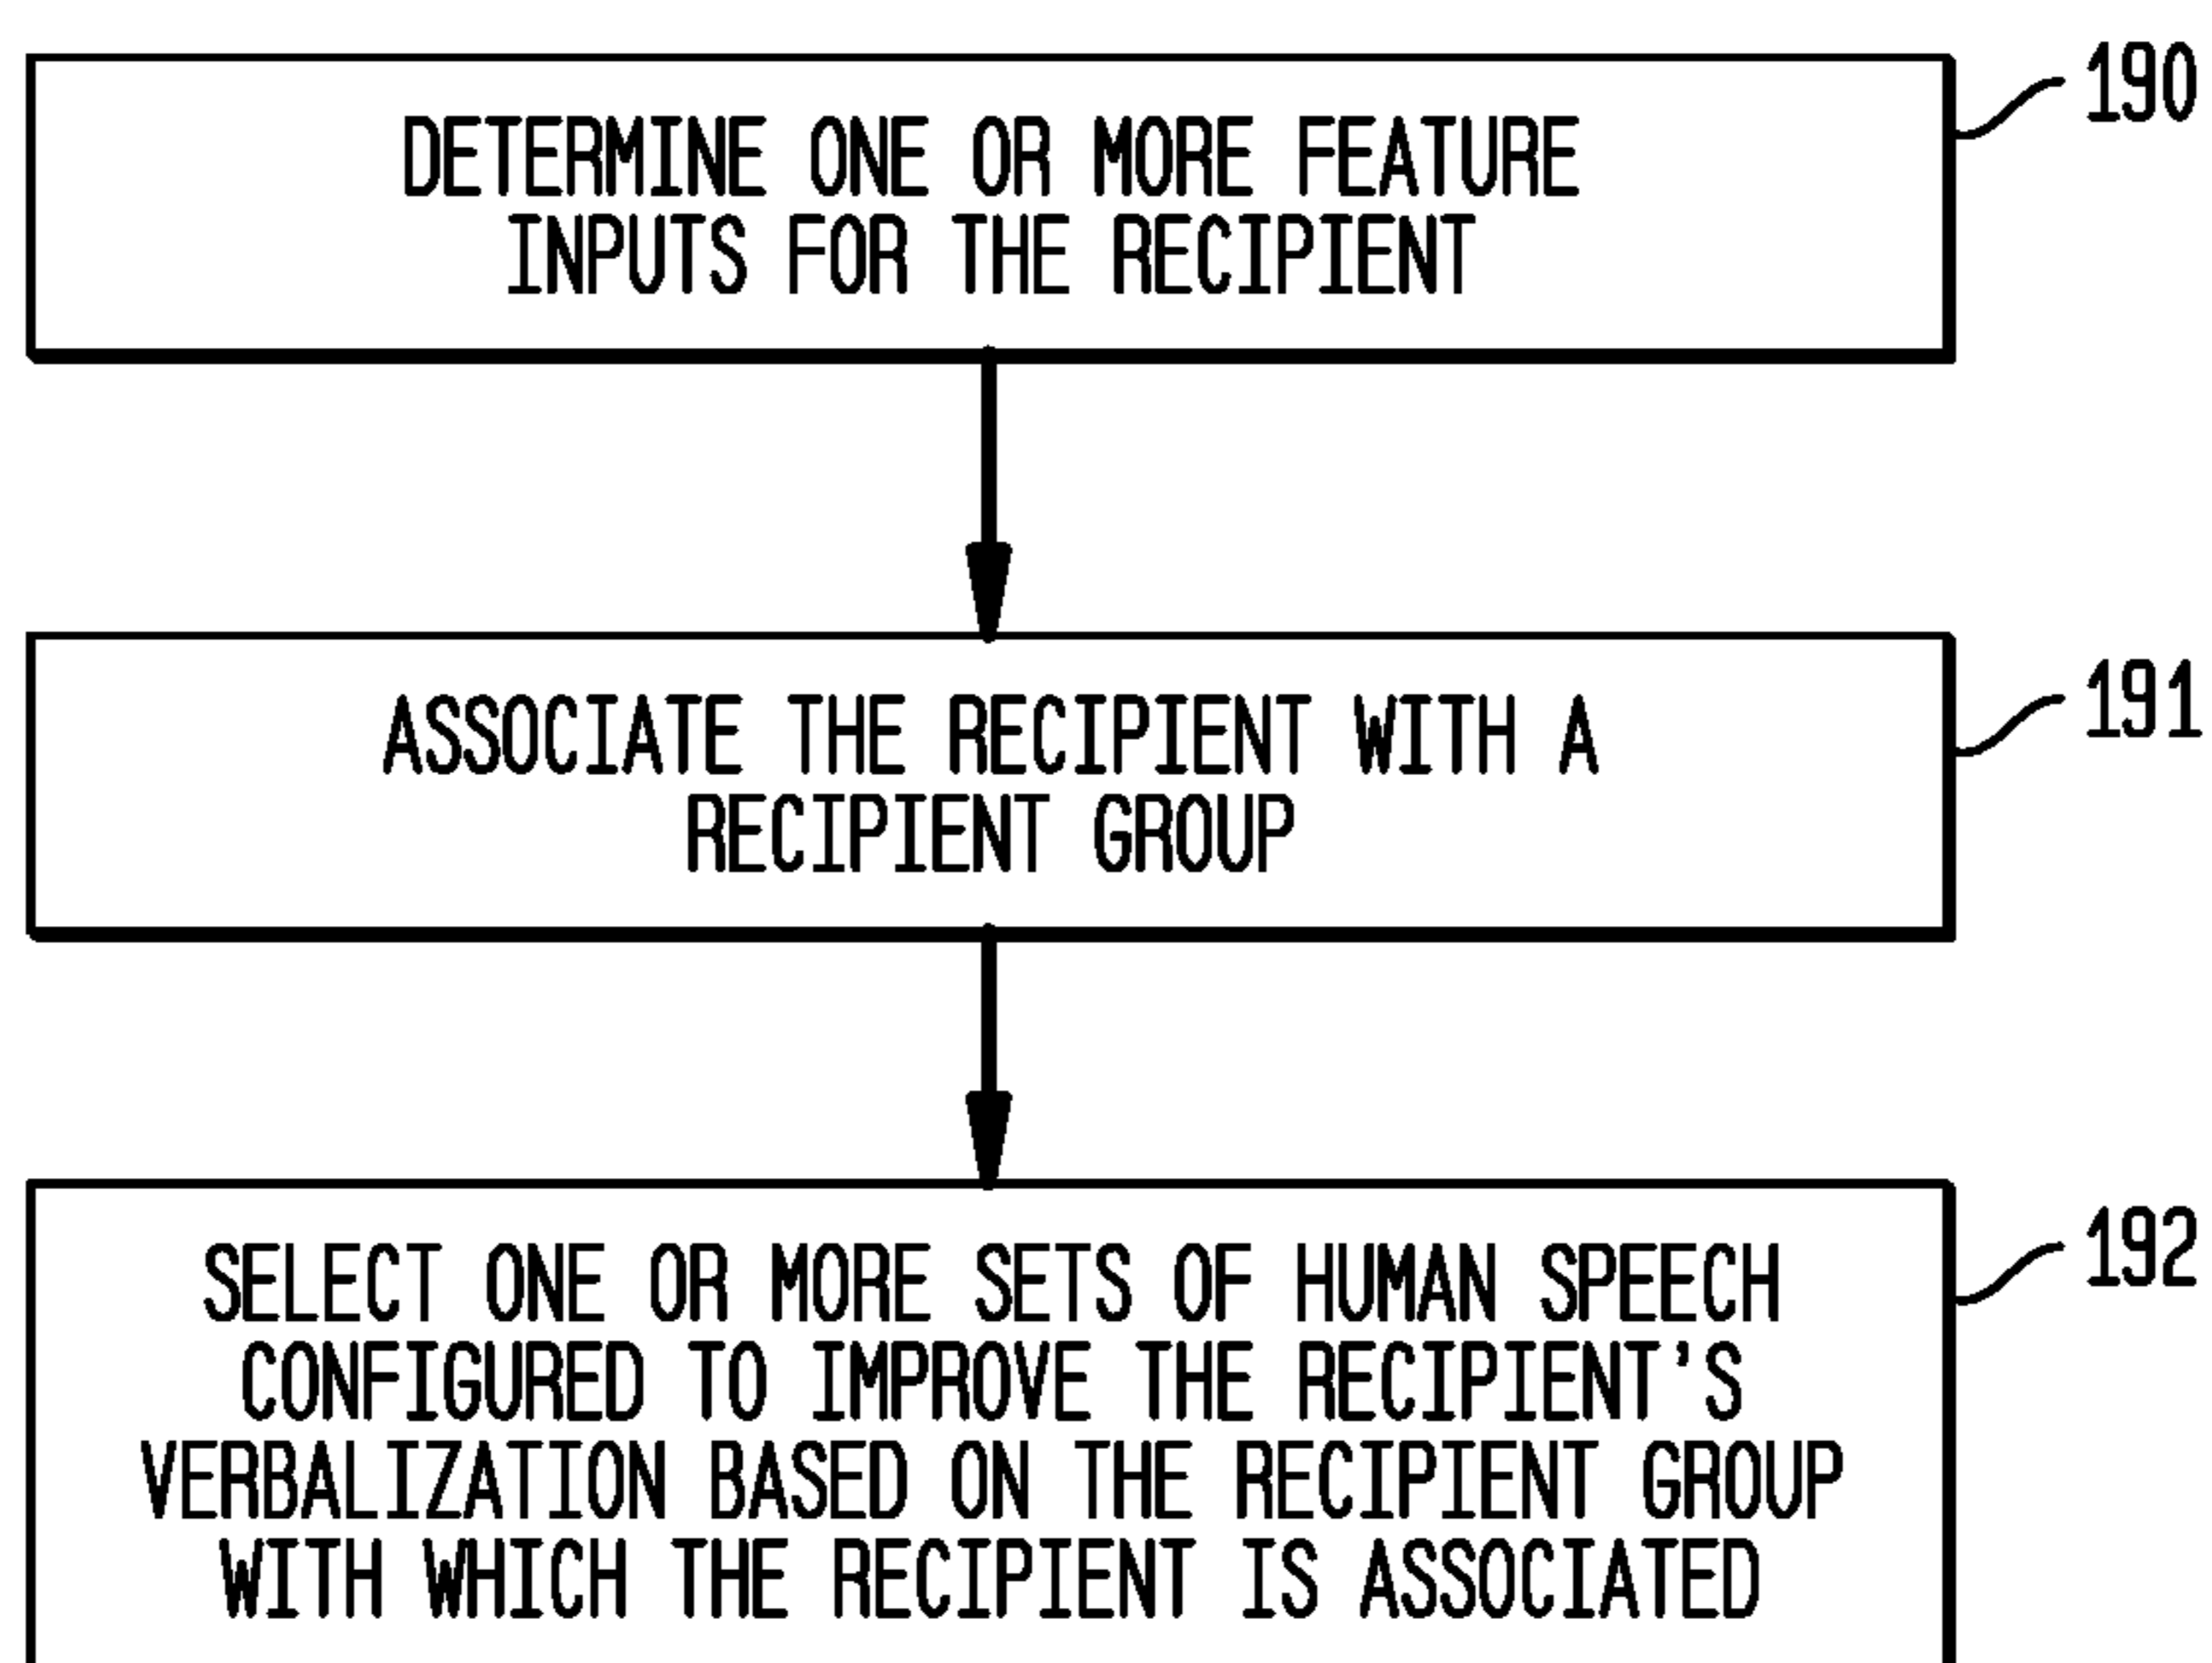 190
DETERMINE ONE OR MORE FEATURE
INPUTS FOR THE RECIPIENT
191
ASSOCIATE THE RECIPIENT WITH A
RECIPIENT GROUP
192
SELECT ONE OR MORE SETS OF HUMAN SPEECH
CONFIGURED TO IMPROVE THE RECIPIENT'S
VERBALIZATION BASED ON THE RECIPIENT GROUP
WITH WHICH THE RECIPIENT IS ASSOCIATED